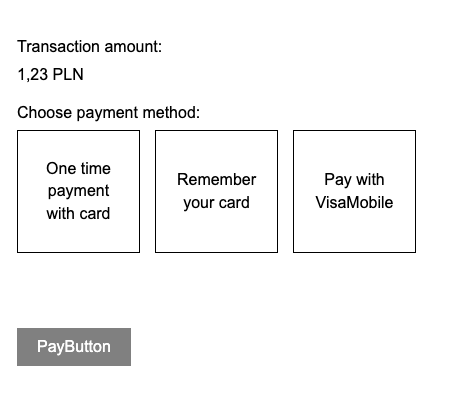 Transaction amount:
1,23 PLN
Choose payment method:
One time
payment
with card
Remember
your card
Pay with
VisaMobile
PayButton